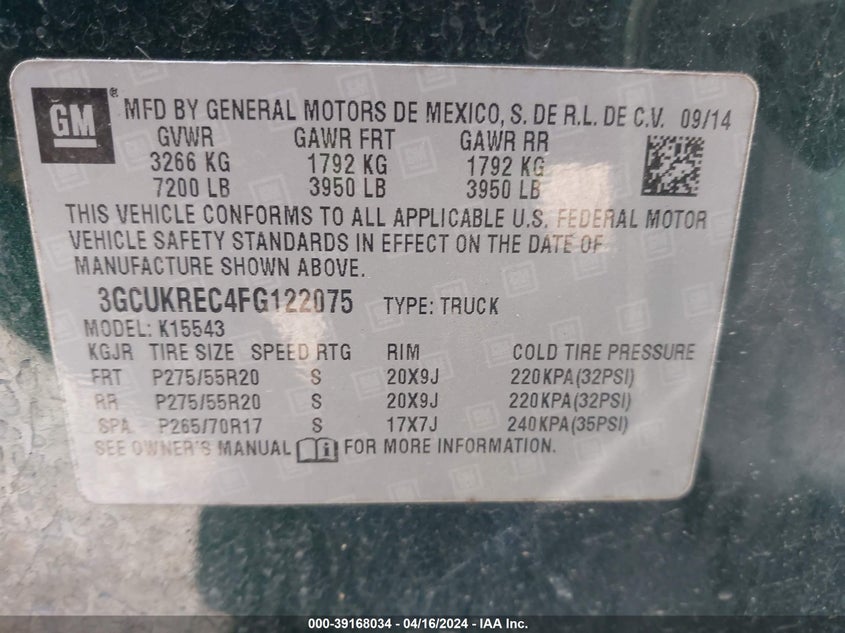 GM ® MFD BY GENERAL MOTORS DE MEXICO, S. DE R.L. DE C.V. 09/14
GVWR GAWR FRT GAWR RR
3266 KG 1792 KG 1792 KG
7200 LB 3950 LB 3950 LB
THIS VEHICLE CONFORMS TO ALL APPLICABLE U.S. FEDERAL MOTOR
VEHICLE SAFETY STANDARDS IN EFFECT ON THE DATE OF
MANUFACTURE SHOWN ABOVE.
3GCUKREC4FG122075 TYPE: TRUCK
MODEL: K15543
KGJR TIRE SIZE SPEED RTG RIM COLD TIRE PRESSURE
FRT P275/55R20 S 20X9J 220KPA(32PSI)
RR P275/55R20 S 20X9J 220KPA(32PSI)
SPA P265/70R17 S 17X7J 240KPA(35PSI)
SEE OWNER'S MANUAL FOR MORE INFORMATION.
000-39168034 - 04/16/2024 - IAA Inc.